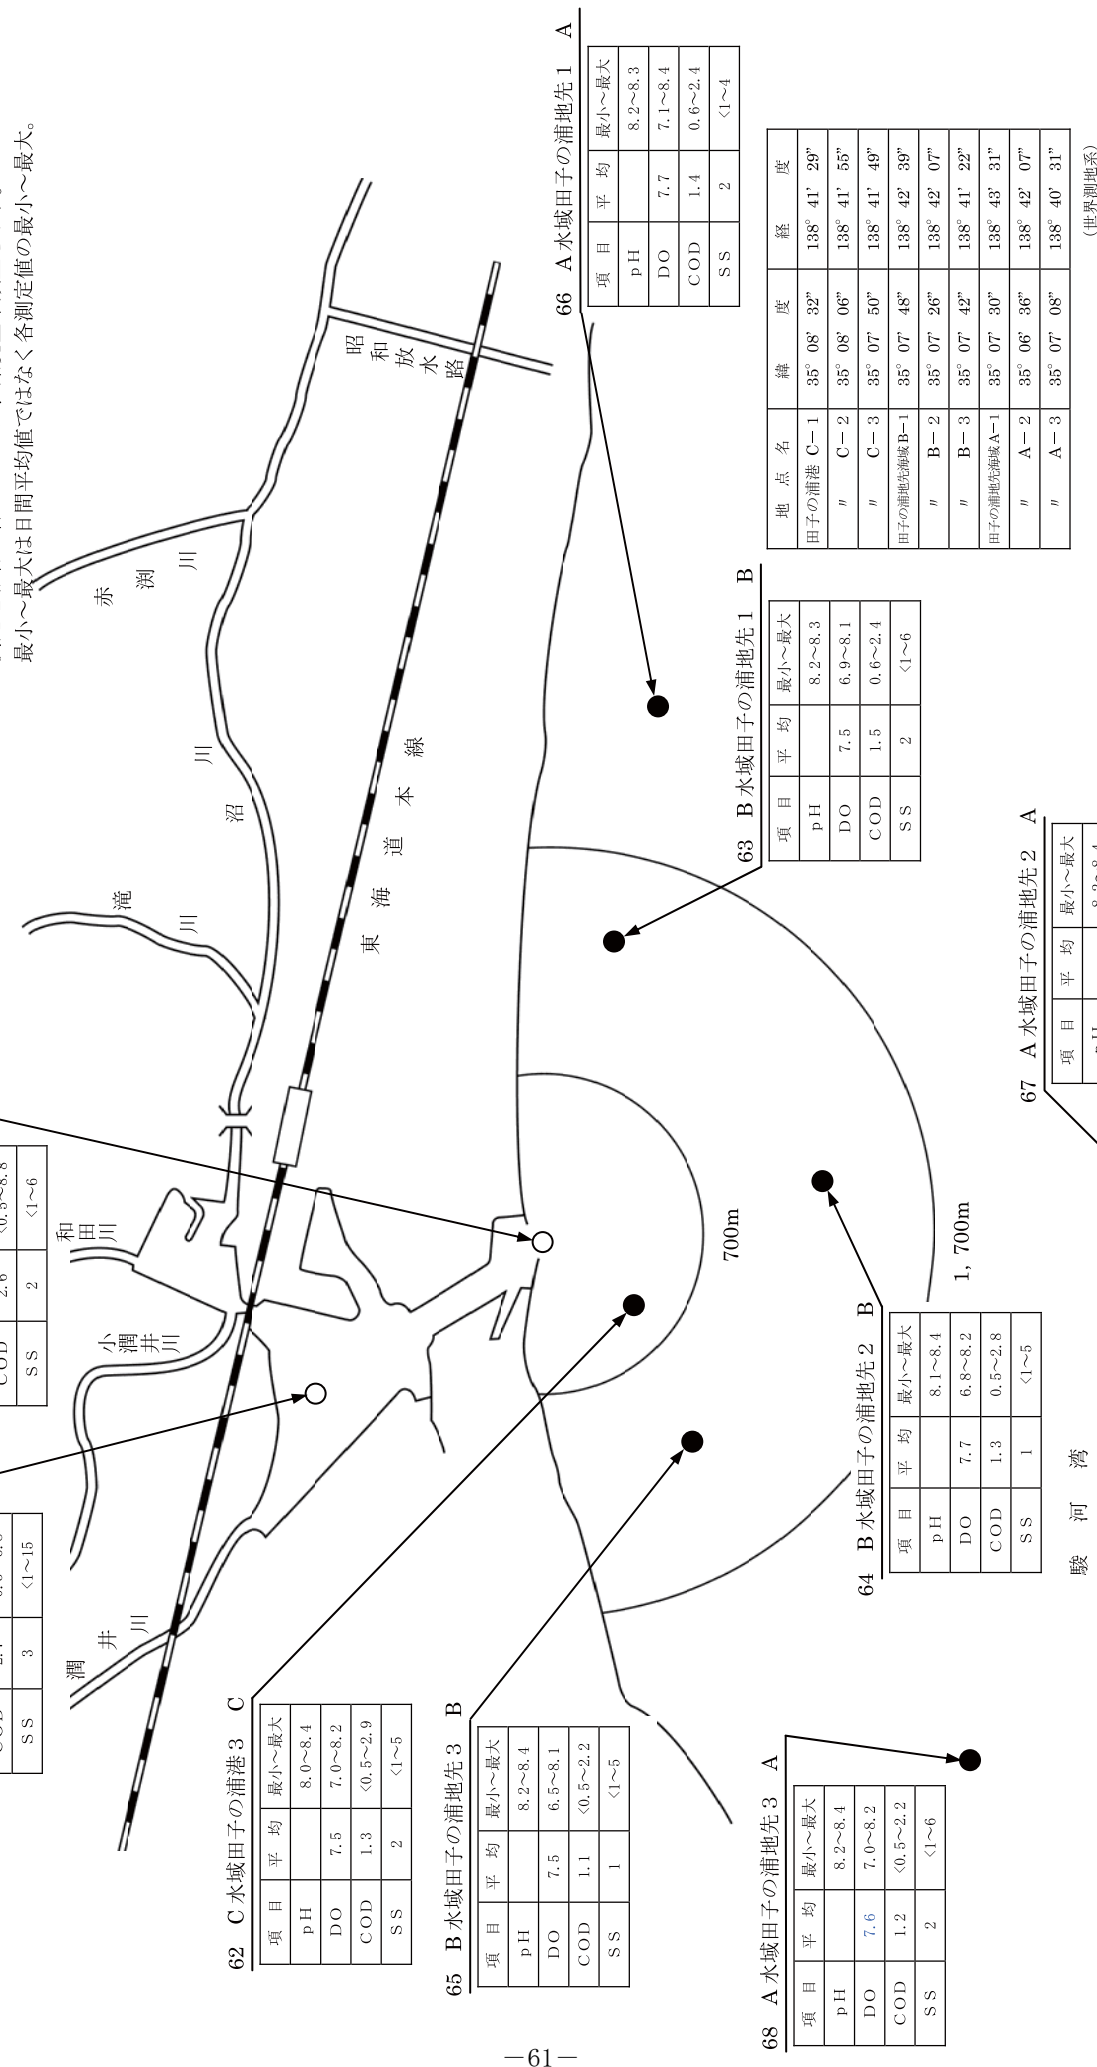 最小～最大は日間平均値ではなく各測定値の最小～最大。
COD 2.6 <0.5～8.8
SS 2 <1～6
SS 3 <1～15
赤渕川
滝川
沼川
和田川
小潤井川
潤井川
昭和放水路
東海道本線
700m
1,700m
駿河湾
62 C水域田子の浦港3 C
項目 平均 最小～最大
pH 8.0～8.4
DO 7.5 7.0～8.2
COD 1.3 <0.5～2.9
SS 2 <1～5
65 B水域田子の浦地先3 B
項目 平均 最小～最大
pH 8.2～8.4
DO 7.5 6.5～8.1
COD 1.1 <0.5～2.2
SS 1 <1～5
68 A水域田子の浦地先3 A
項目 平均 最小～最大
pH 8.2～8.4
DO 7.6 7.0～8.2
COD 1.2 <0.5～2.2
SS 2 <1～6
64 B水域田子の浦地先2 B
項目 平均 最小～最大
pH 8.1～8.4
DO 7.7 6.8～8.2
COD 1.3 0.5～2.8
SS 1 <1～5
63 B水域田子の浦地先1 B
項目 平均 最小～最大
pH 8.2～8.3
DO 7.5 6.9～8.1
COD 1.5 0.6～2.4
SS 2 <1～6
66 A水域田子の浦地先1 A
項目 平均 最小～最大
pH 8.2～8.3
DO 7.7 7.1～8.4
COD 1.4 0.6～2.4
SS 2 <1～4
67 A水域田子の浦地先2 A
項目 平均 最小～最大
地点名 緯度 経度
田子の浦港 C－1 35° 08′ 32″ 138° 41′ 29″
〃 C－2 35° 08′ 06″ 138° 41′ 55″
〃 C－3 35° 07′ 50″ 138° 41′ 49″
田子の浦地先海域B－1 35° 07′ 48″ 138° 42′ 39″
〃 B－2 35° 07′ 26″ 138° 42′ 07″
〃 B－3 35° 07′ 42″ 138° 41′ 22″
田子の浦地先海域A－1 35° 07′ 30″ 138° 43′ 31″
〃 A－2 35° 06′ 36″ 138° 42′ 07″
〃 A－3 35° 07′ 08″ 138° 40′ 31″
(世界測地系)
－61－